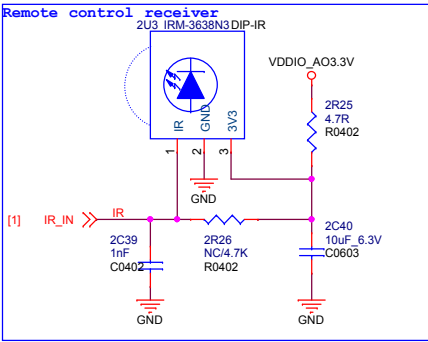 Remote control receiver
2U3 IRM-3638N3 DIP-IR
VDDIO_AO3.3V
IR
GND
3V3
1
2
3
2R25
4.7R
R0402
GND
[1]
IR_IN
IR
2C39
1nF
C0402
2R26
NC/4.7K
R0402
2C40
10uF_6.3V
C0603
GND
GND